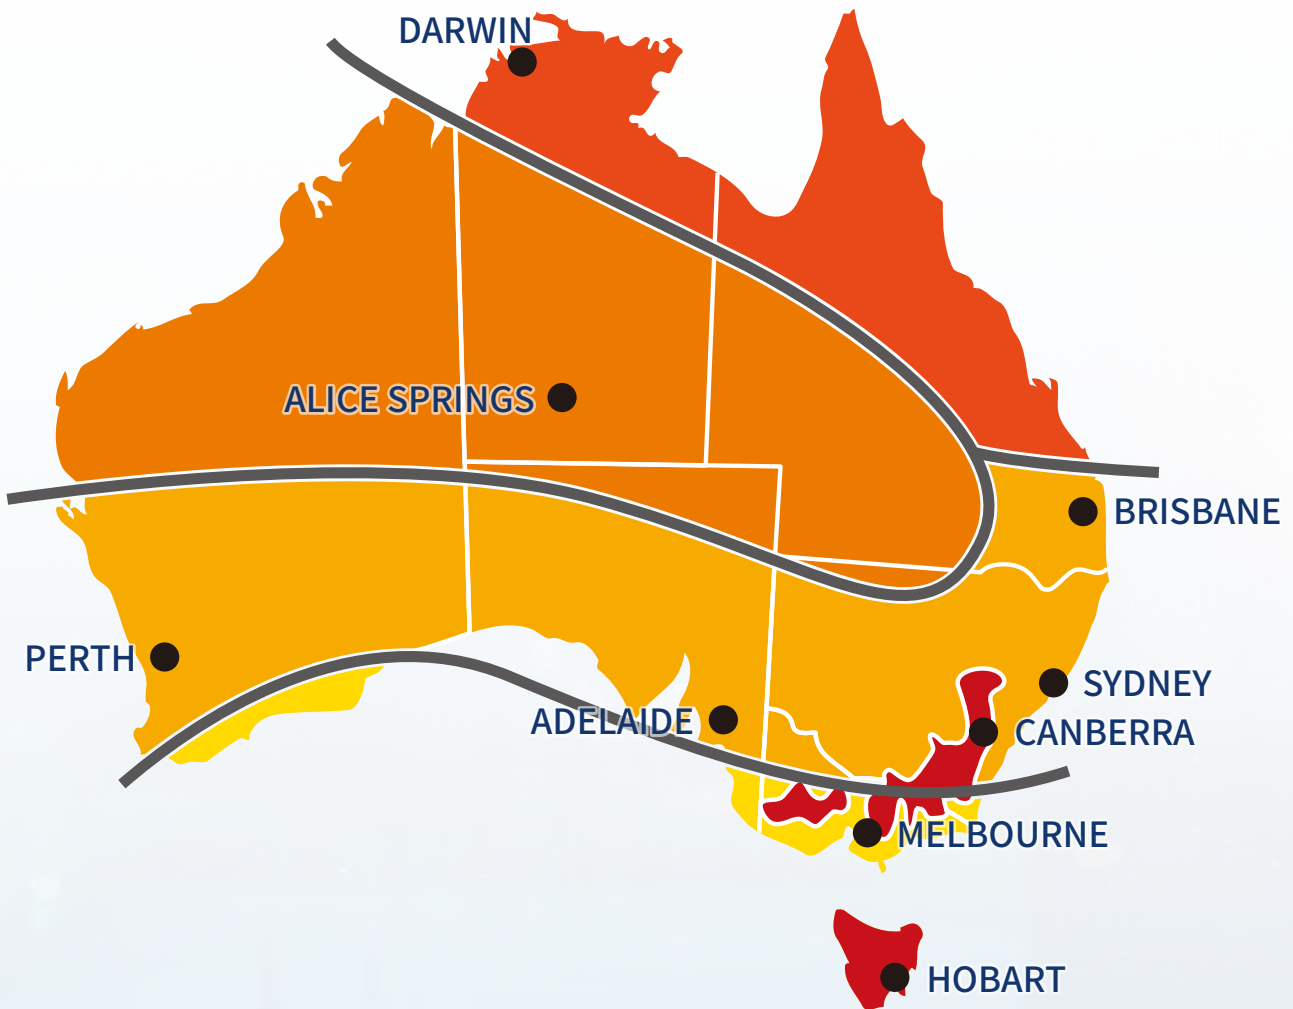 DARWIN
ALICE SPRINGS
BRISBANE
PERTH
SYDNEY
ADELAIDE
CANBERRA
MELBOURNE
HOBART